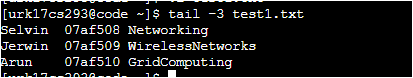 [urk17cs293@code ~]$ tail -3 test1.txt
Selvin  07af508 Networking
Jerwin  07af509 WirelessNetworks
Arun    07af510 GridComputing